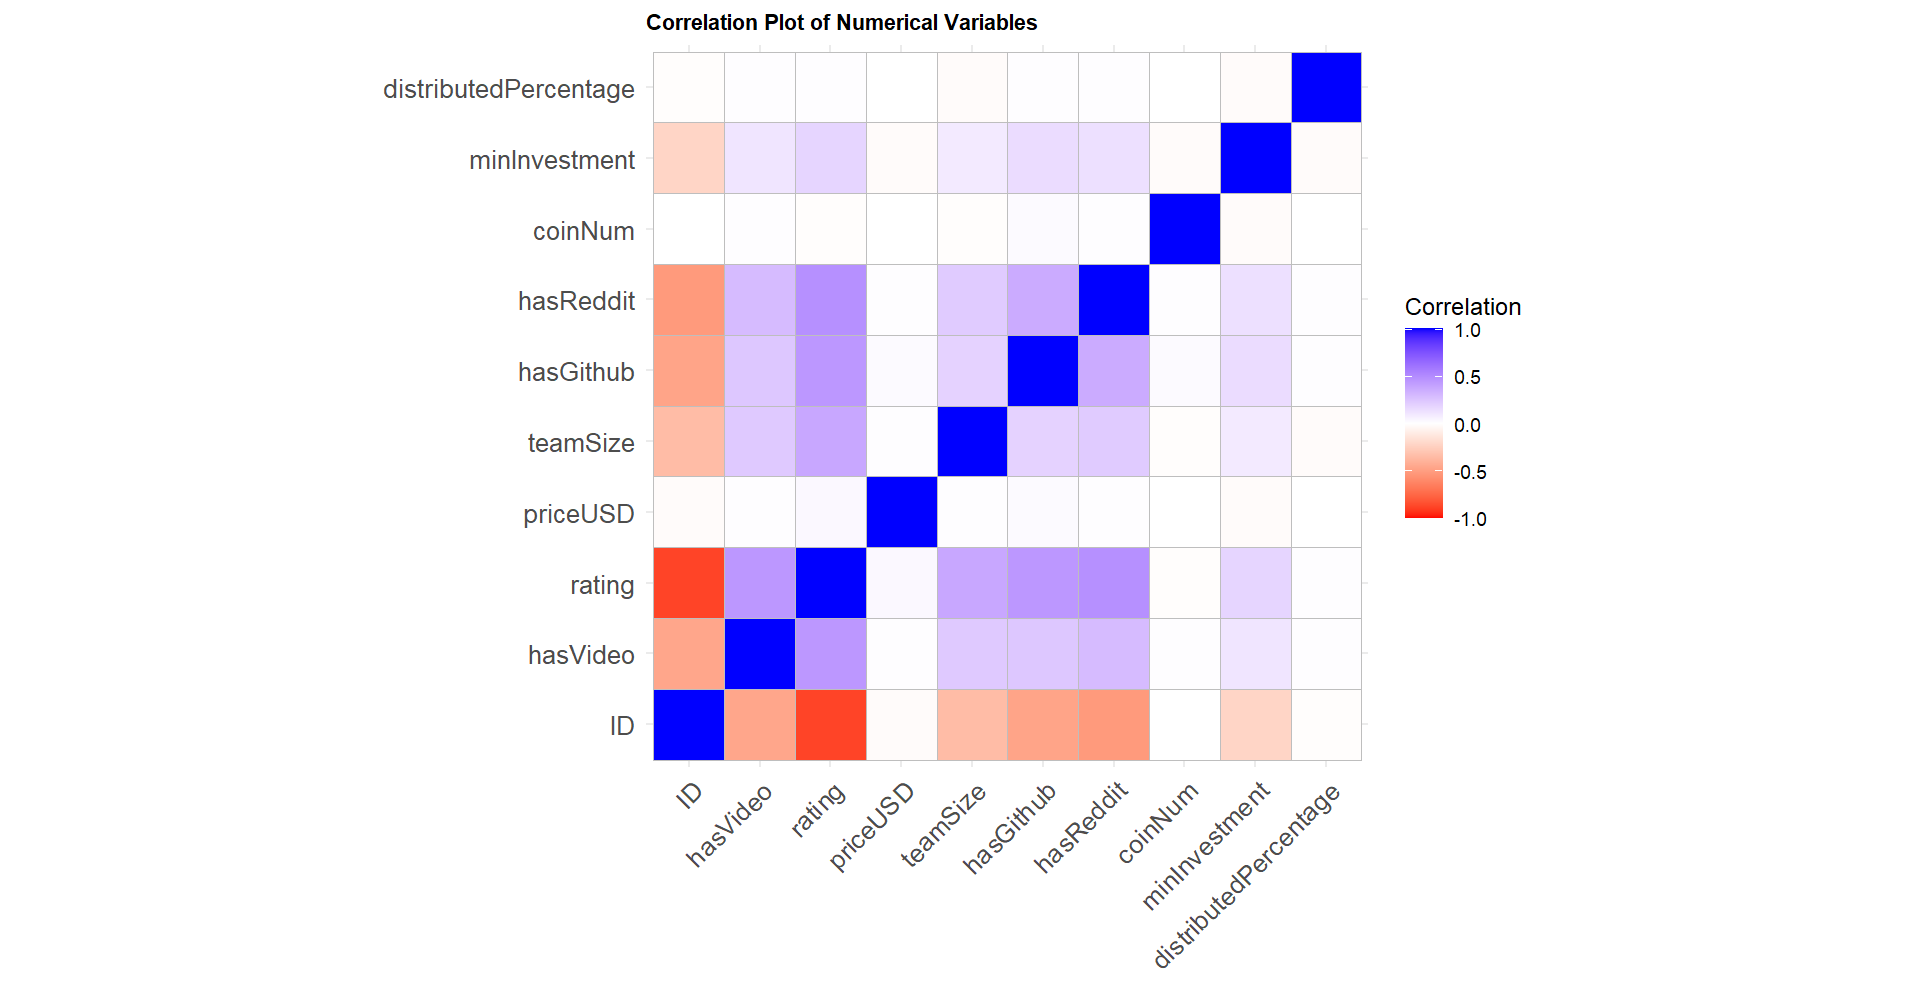 Correlation Plot of Numerical Variables
distributedPercentage
minInvestment
coinNum
hasReddit
hasGithub
teamSize
priceUSD
rating
hasVideo
ID
ID
hasVideo
rating
priceUSD
teamSize
hasGithub
hasReddit
coinNum
minInvestment
distributedPercentage
Correlation
1.0
0.5
0.0
-0.5
-1.0